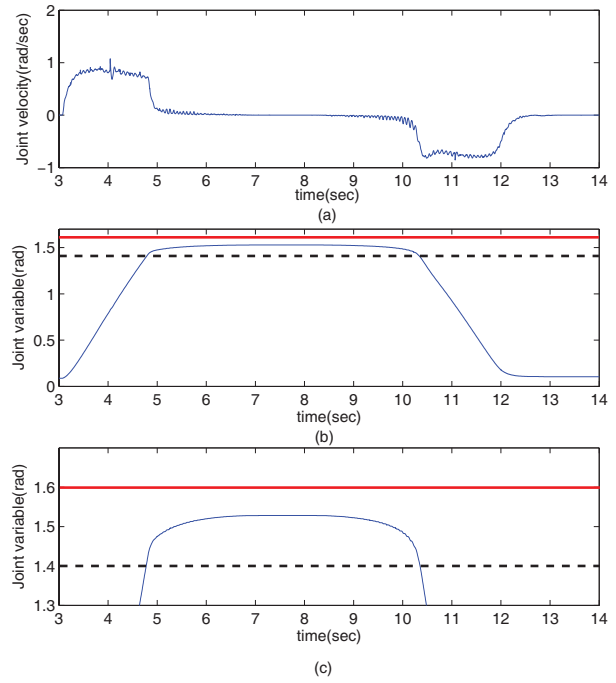 2
1
0
−1
Joint velocity(rad/sec)
3 4 5 6 7 8 9 10 11 12 13 14
time(sec)
(a)
1.5
1
0.5
0
Joint variable(rad)
3 4 5 6 7 8 9 10 11 12 13 14
time(sec)
(b)
1.6
1.5
1.4
1.3
Joint variable(rad)
3 4 5 6 7 8 9 10 11 12 13 14
time(sec)
(c)